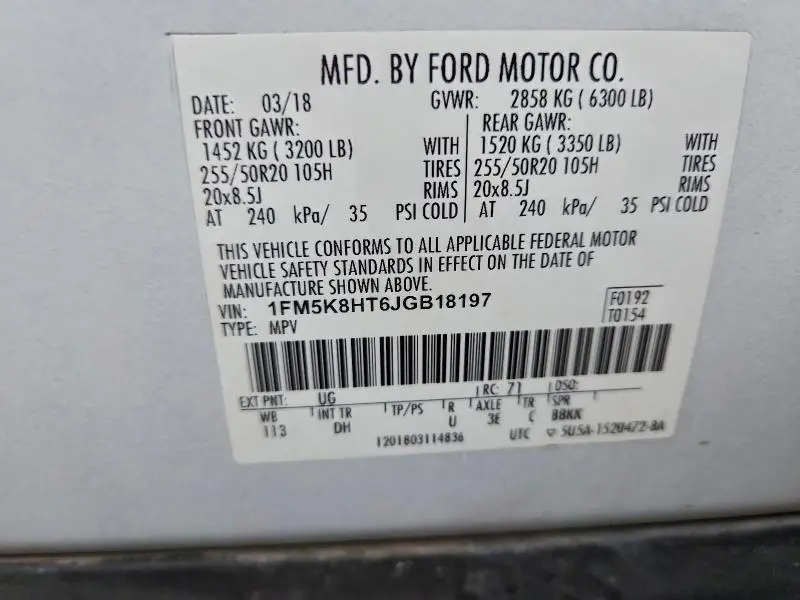 MFD. BY FORD MOTOR CO.
DATE: 03/18 GVWR: 2858 KG ( 6300 LB)
FRONT GAWR: REAR GAWR:
1452 KG ( 3200 LB) WITH 1520 KG ( 3350 LB) WITH
255/50R20 105H TIRES 255/50R20 105H TIRES
20x8.5J RIMS 20x8.5J RIMS
AT 240 kPa/ 35 PSI COLD AT 240 kPa/ 35 PSI COLD
THIS VEHICLE CONFORMS TO ALL APPLICABLE FEDERAL MOTOR
VEHICLE SAFETY STANDARDS IN EFFECT ON THE DATE OF
MANUFACTURE SHOWN ABOVE.
VIN: 1FM5K8HT6JGB18197 F0192
TYPE: MPV T0154
EXT PNT: UG RC: 71 DSO:
WB INT TR TP/PS R AXLE TR SPR
113 DH U 3E C BBKK
1201803114836 UTC 5U5A-1520472-BA